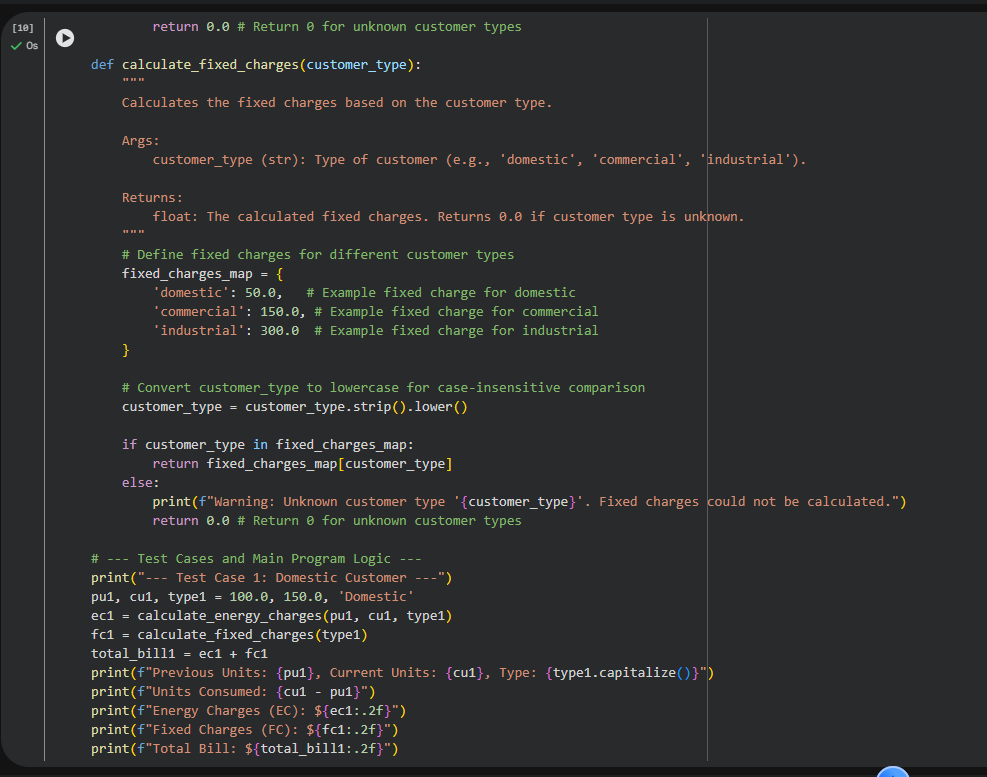 [10]
0s
        return 0.0 # Return 0 for unknown customer types
def calculate_fixed_charges(customer_type):
    """
    Calculates the fixed charges based on the customer type.
    Args:
        customer_type (str): Type of customer (e.g., 'domestic', 'commercial', 'industrial').
    Returns:
        float: The calculated fixed charges. Returns 0.0 if customer type is unknown.
    """
    # Define fixed charges for different customer types
    fixed_charges_map = {
        'domestic': 50.0,   # Example fixed charge for domestic
        'commercial': 150.0, # Example fixed charge for commercial
        'industrial': 300.0  # Example fixed charge for industrial
    }
    # Convert customer_type to lowercase for case-insensitive comparison
    customer_type = customer_type.strip().lower()
    if customer_type in fixed_charges_map:
        return fixed_charges_map[customer_type]
    else:
        print(f"Warning: Unknown customer type '{customer_type}'. Fixed charges could not be calculated.")
        return 0.0 # Return 0 for unknown customer types
# --- Test Cases and Main Program Logic ---
print("--- Test Case 1: Domestic Customer ---")
pu1, cu1, type1 = 100.0, 150.0, 'Domestic'
ec1 = calculate_energy_charges(pu1, cu1, type1)
fc1 = calculate_fixed_charges(type1)
total_bill1 = ec1 + fc1
print(f"Previous Units: {pu1}, Current Units: {cu1}, Type: {type1.capitalize()}")
print(f"Units Consumed: {cu1 - pu1}")
print(f"Energy Charges (EC): ${ec1:.2f}")
print(f"Fixed Charges (FC): ${fc1:.2f}")
print(f"Total Bill: ${total_bill1:.2f}")